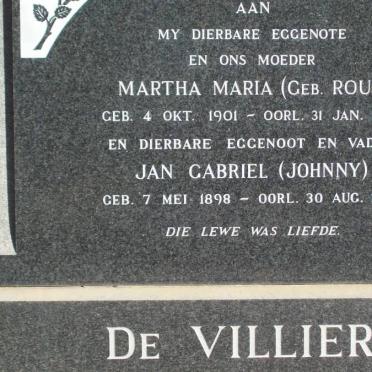 AAN
MY DIERBARE EGGENOTE
EN ONS MOEDER
MARTHA MARIA (GEB. ROU
GEB. 4 OKT. 1901 ~ OORL. 31 JAN.
EN DIERBARE EGGENOOT EN VAD
JAN GABRIEL (JOHNNY)
GEB. 7 MEI 1898 ~ OORL. 30 AUG.
DIE LEWE WAS LIEFDE.
DE VILLIER